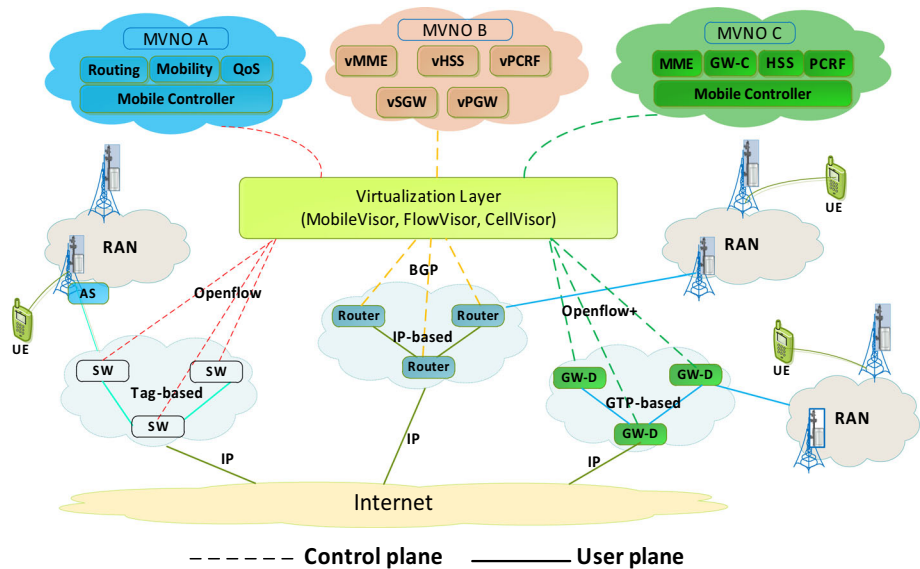 MVNO A
Routing
Mobility
QoS
Mobile Controller
MVNO B
vMME
vHSS
vPCRF
vSGW
vPGW
MVNO C
MME
GW-C
HSS
PCRF
Mobile Controller
Virtualization Layer
(MobileVisor, FlowVisor, CellVisor)
RAN
AS
UE
Openflow
SW
SW
Tag-based
SW
BGP
Router
Router
IP-based
Router
Openflow+
GW-D
GW-D
GTP-based
GW-D
UE
RAN
UE
RAN
IP
IP
IP
Internet
Control plane
User plane